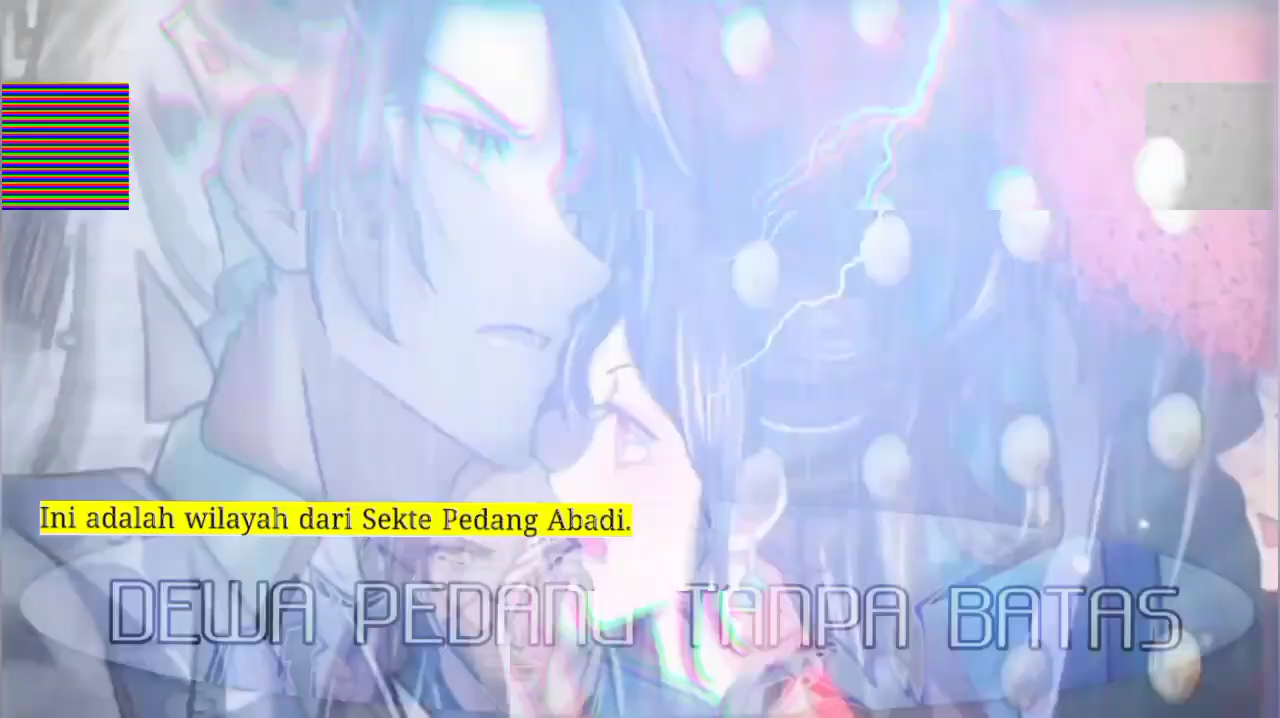 Ini adalah wilayah dari Sekte Pedang Abadi.
DEWA PEDANG TANPA BATAS